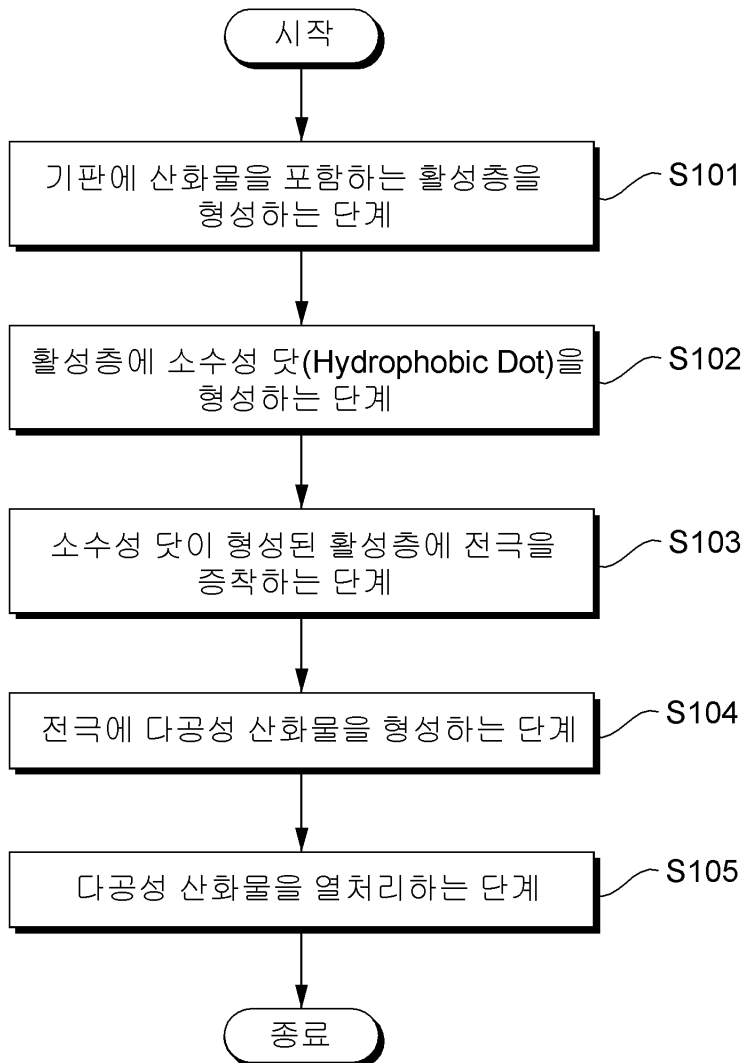 시작
기판에 산화물을 포함하는 활성층을
형성하는 단계
S101
활성층에 소수성 닷(Hydrophobic Dot)을
형성하는 단계
S102
소수성 닷이 형성된 활성층에 전극을
증착하는 단계
S103
전극에 다공성 산화물을 형성하는 단계
S104
다공성 산화물을 열처리하는 단계
S105
종료